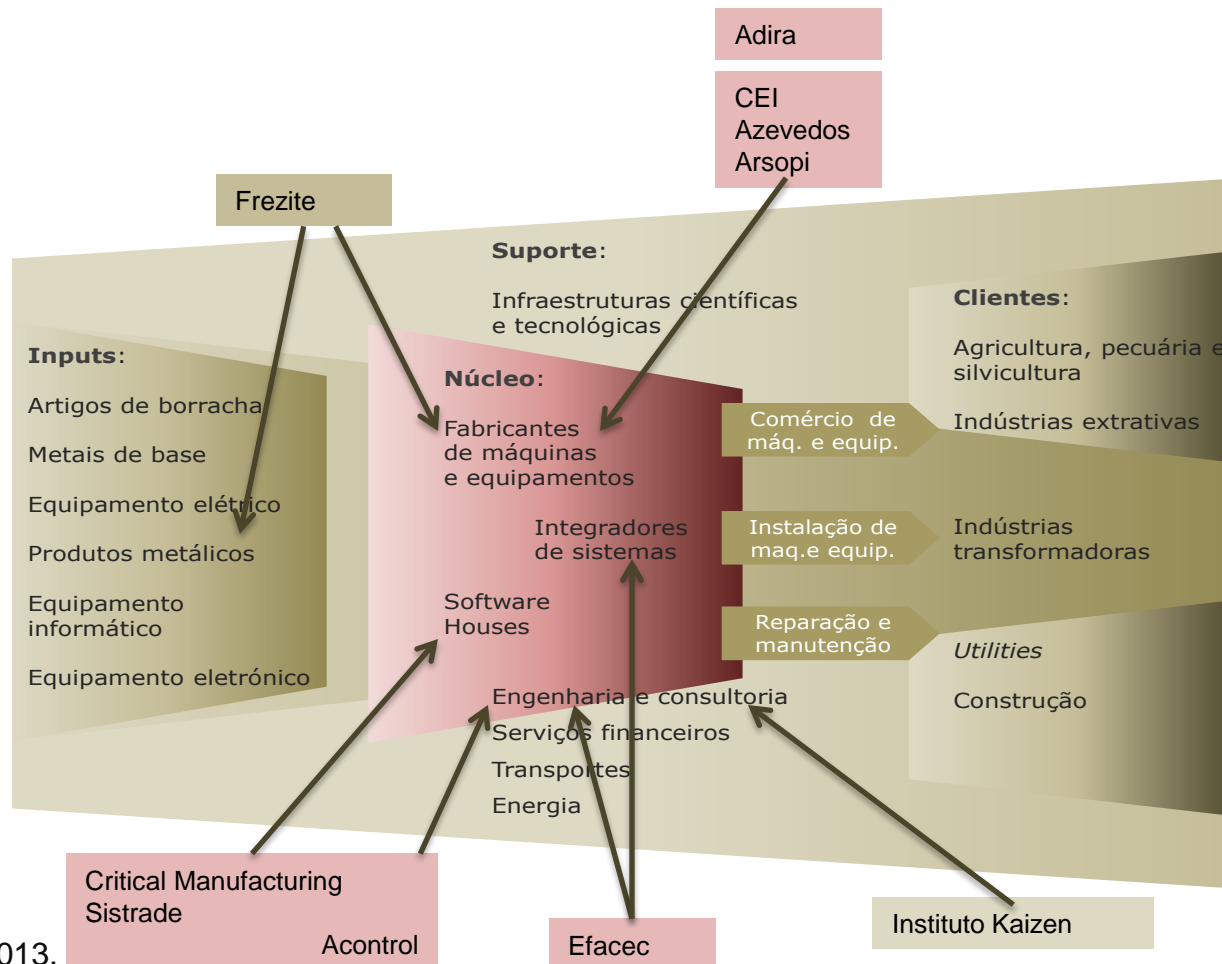 Adira
CEI
Azevedos
Arsopi
Frezite
Suporte:
Infraestruturas científicas
e tecnológicas
Inputs:
Artigos de borracha
Metais de base
Equipamento elétrico
Produtos metálicos
Equipamento
informático
Equipamento eletrónico
Núcleo:
Fabricantes
de máquinas
e equipamentos
Integradores
de sistemas
Software
Houses
Comércio de
máq. e equip.
Instalação de
maq.e equip.
Reparação e
manutenção
Clientes:
Agricultura, pecuária e
silvicultura
Indústrias extrativas
Indústrias
transformadoras
Utilities
Construção
Engenharia e consultoria
Serviços financeiros
Transportes
Energia
Critical Manufacturing
Sistrade
Acontrol
Efacec
Instituto Kaizen
013.